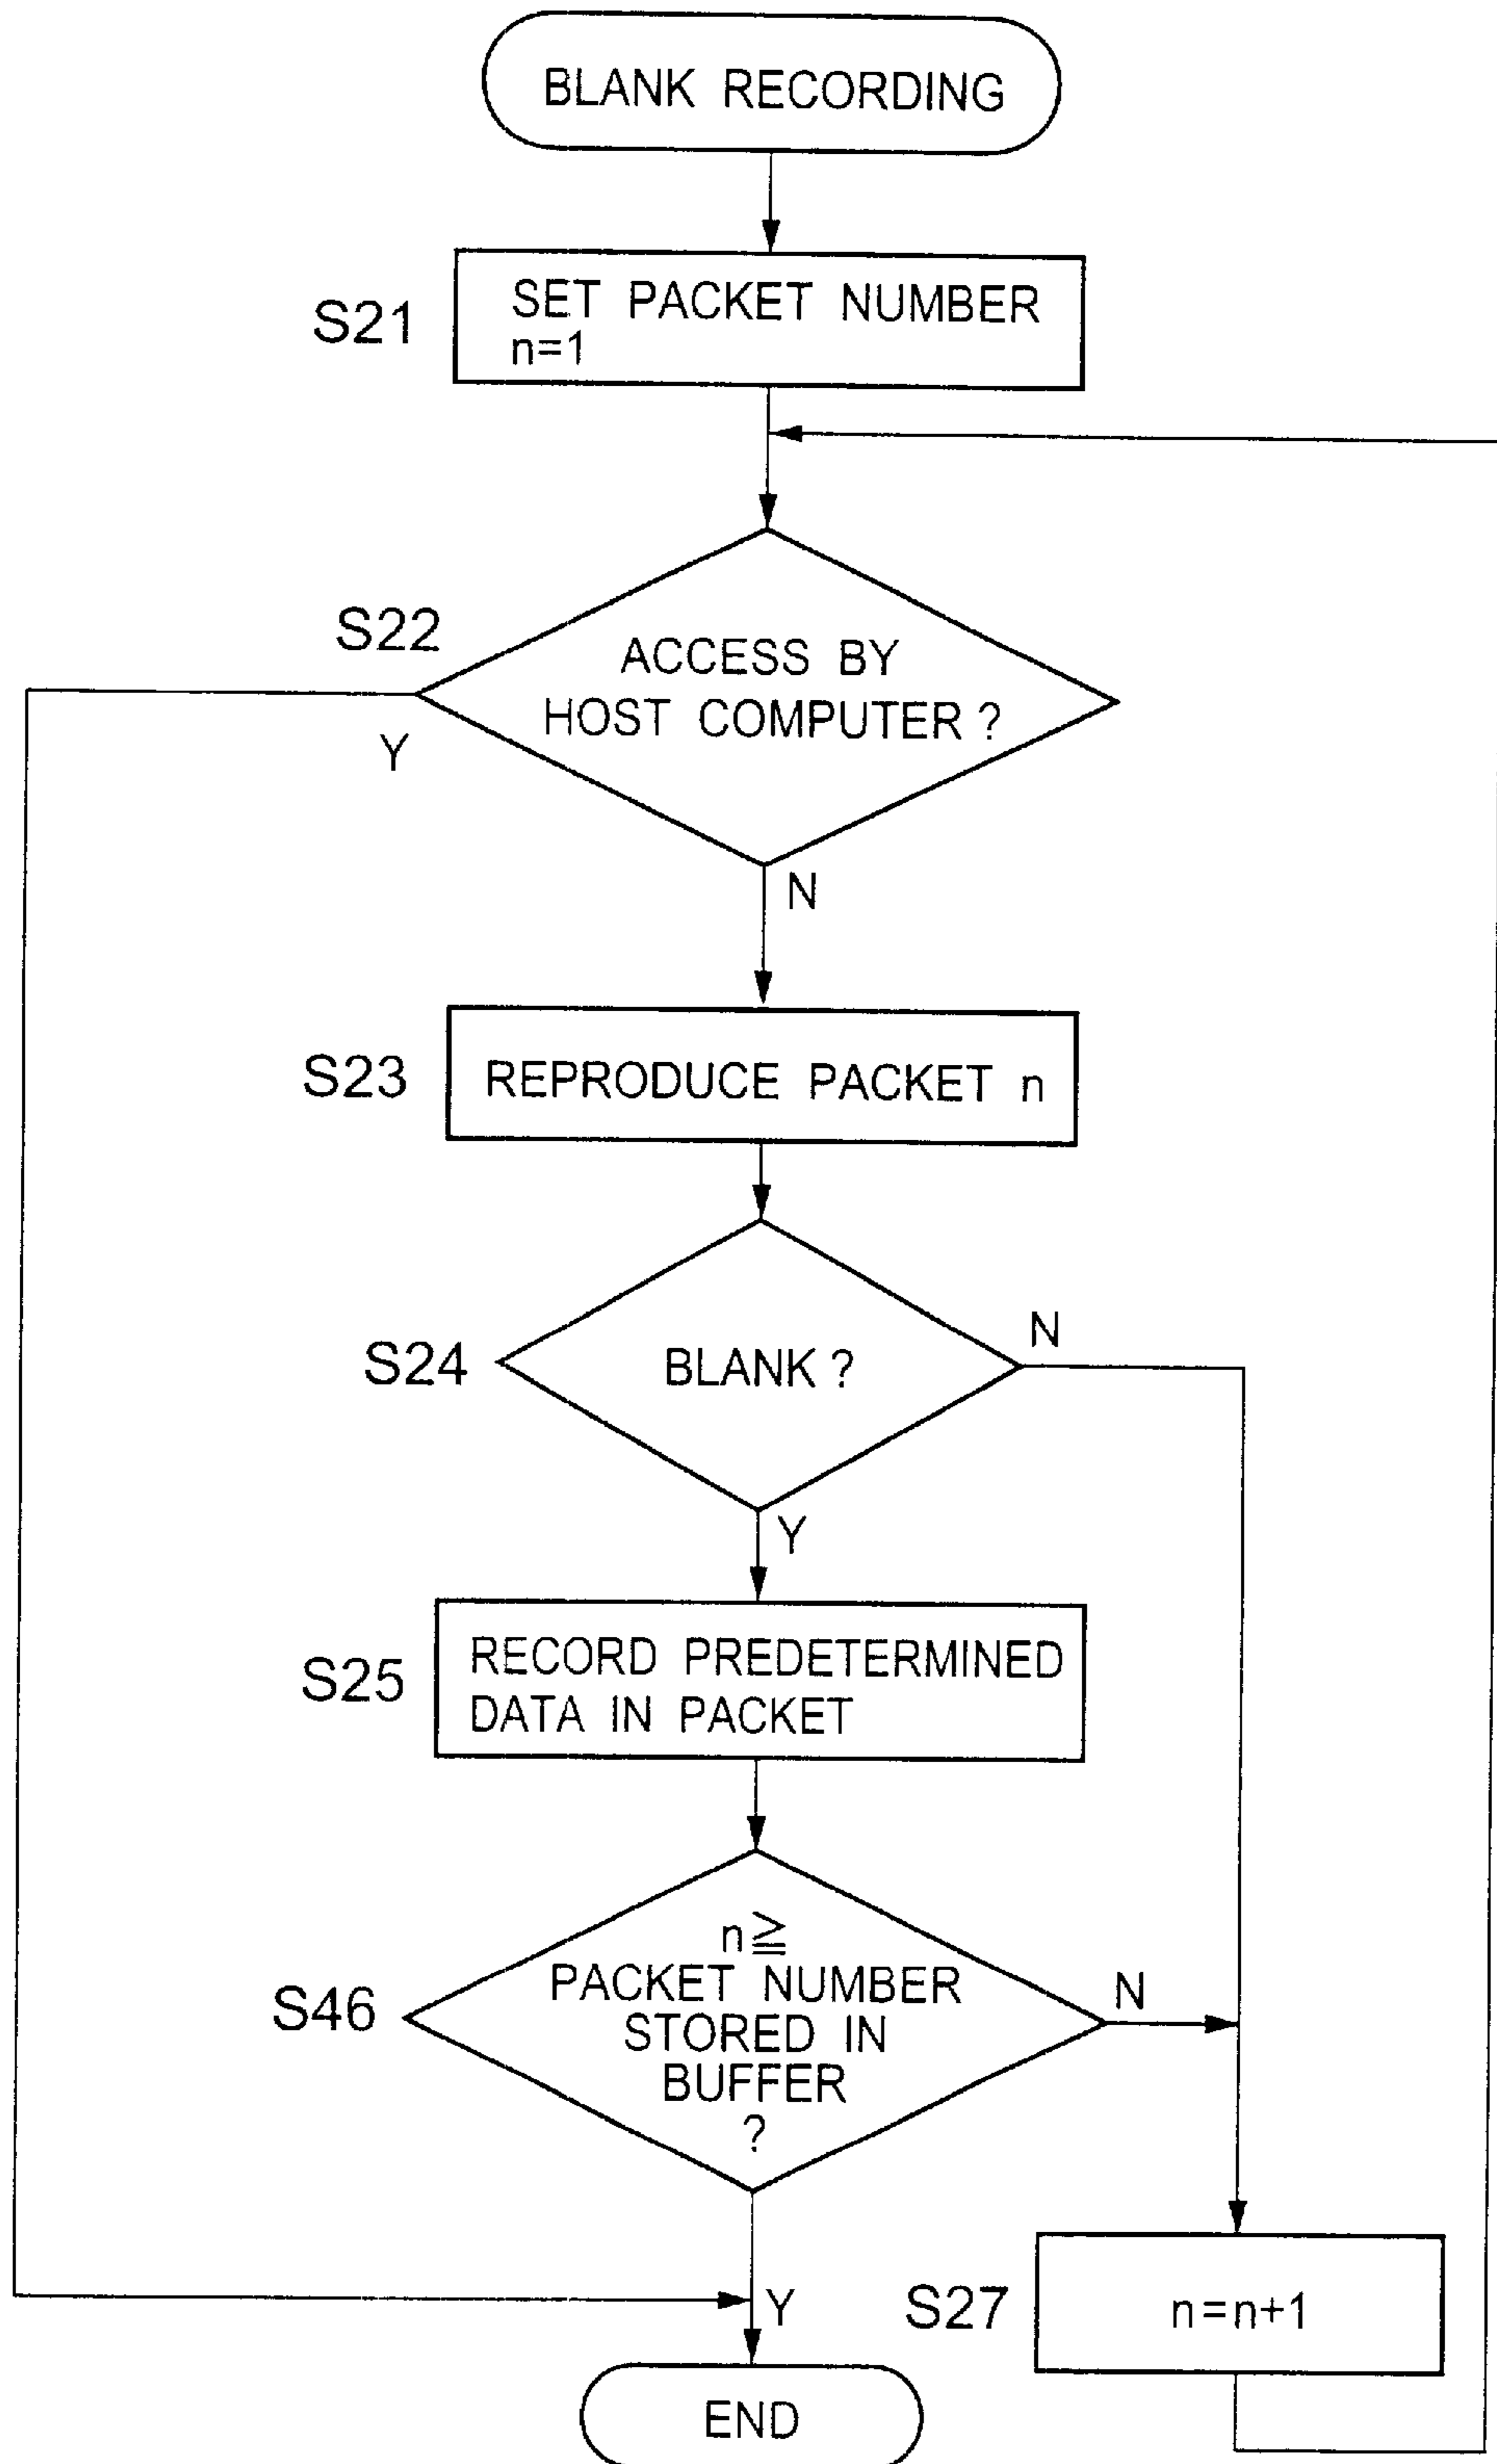 BLANK RECORDING
S21
SET PACKET NUMBER
n=1
S22
ACCESS BY
HOST COMPUTER ?
Y
N
S23
REPRODUCE PACKET n
S24
BLANK ?
N
Y
S25
RECORD PREDETERMINED
DATA IN PACKET
S46
n≧
PACKET NUMBER
STORED IN
BUFFER
?
N
Y
S27
n=n+1
END